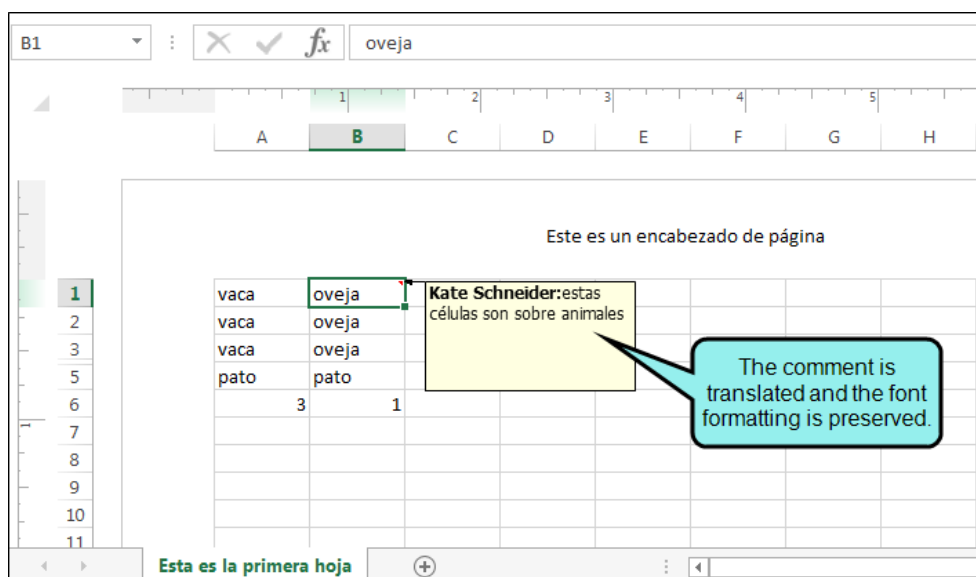 B1
fx
oveja
1 2 3 4 5
A B C D E F G H
Este es un encabezado de página
1 vaca oveja
Kate Schneider:estas
células son sobre animales
2 vaca oveja
3 vaca oveja
5 pato pato
6 3 1
The comment is
translated and the font
formatting is preserved.
1
7
8
9
10
11
Esta es la primera hoja